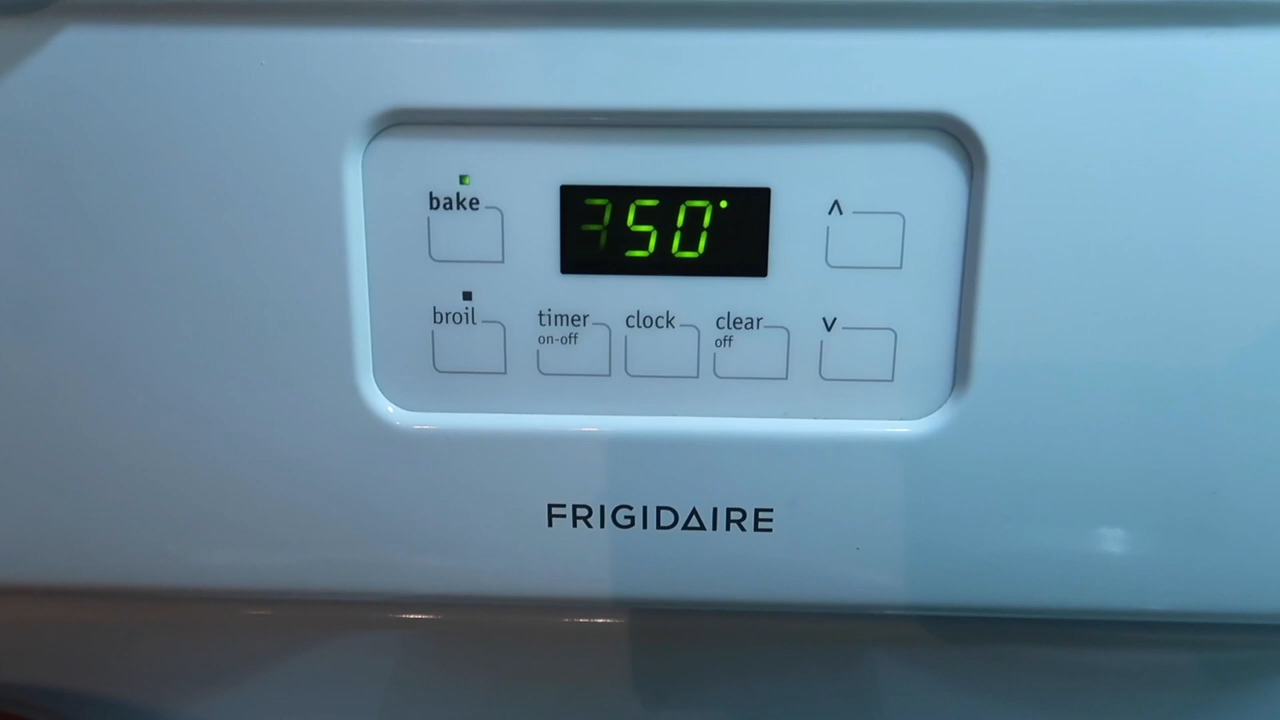 bake
350°
^
broil
timer
on-off
clock
clear
off
v
FRIGIDAIRE